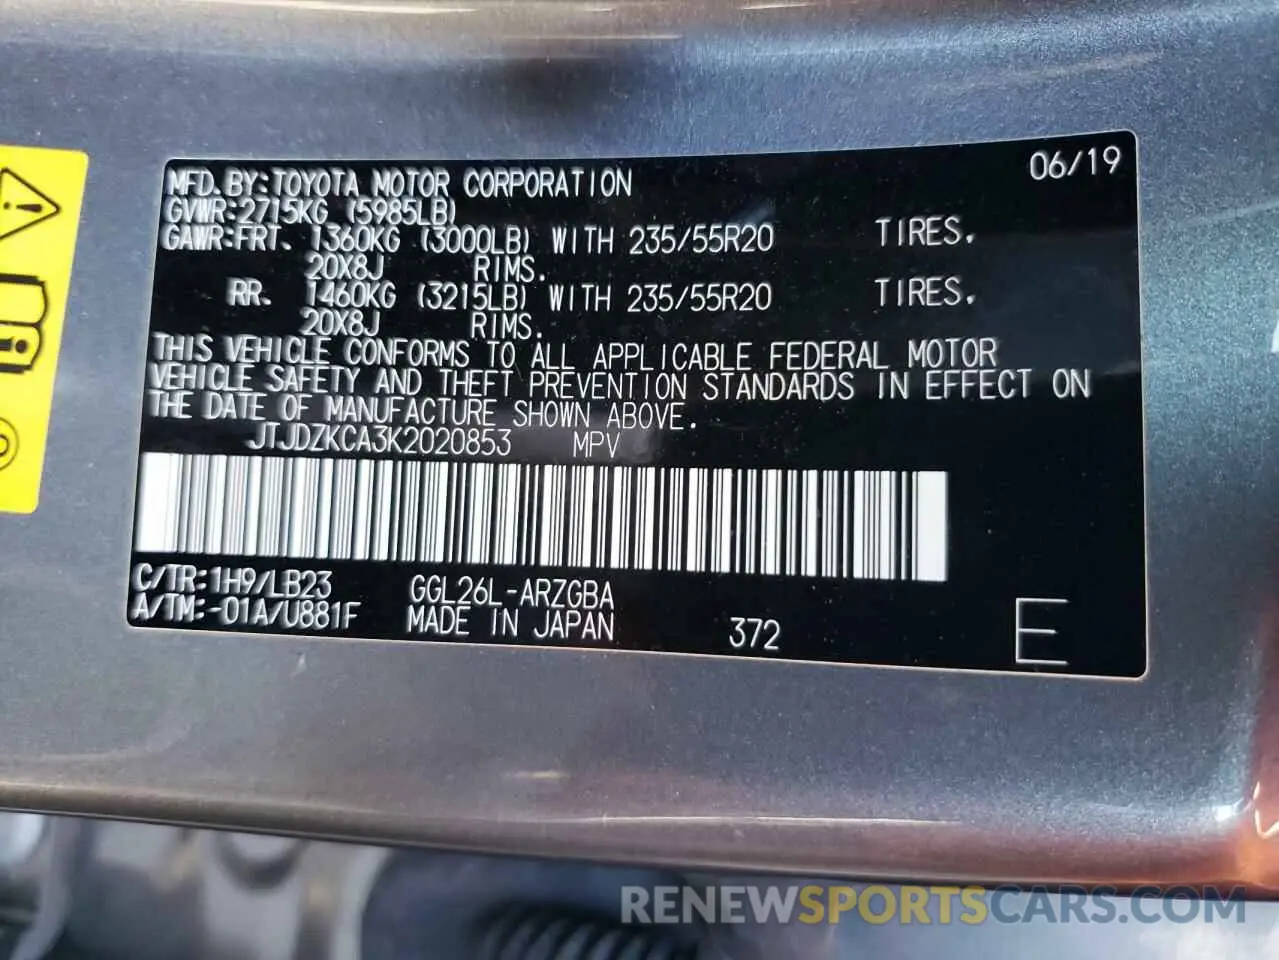 06/19
MFD.BY:TOYOTA MOTOR CORPORATION
GVWR:2715KG (5985LB)
GAWR:FRT. 1360KG (3000LB) WITH 235/55R20 TIRES.
20X8J RIMS.
RR. 1460KG (3215LB) WITH 235/55R20 TIRES.
20X8J RIMS.
THIS VEHICLE CONFORMS TO ALL APPLICABLE FEDERAL MOTOR
VEHICLE SAFETY AND THEFT PREVENTION STANDARDS IN EFFECT ON
THE DATE OF MANUFACTURE SHOWN ABOVE.
JTJDZKCA3K2020853 MPV
C/TR:1H9/LB23 GGL26L-ARZGBA
A/TM:-01A/U881F MADE IN JAPAN 372 E
RENEWSPORTSCARS.COM